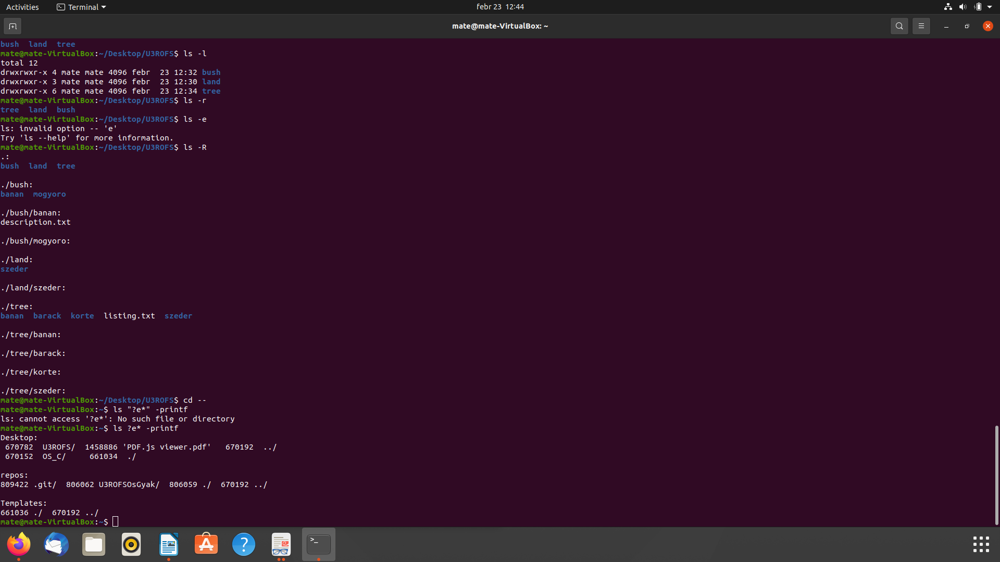 Activities
Terminal
febr 23 12:44
mate@mate-VirtualBox: ~
bush  land  tree
mate@mate-VirtualBox:~/Desktop/U3ROFS$ ls -l
total 12
drwxrwxr-x 4 mate mate 4096 febr  23 12:32 bush
drwxrwxr-x 3 mate mate 4096 febr  23 12:30 land
drwxrwxr-x 6 mate mate 4096 febr  23 12:34 tree
mate@mate-VirtualBox:~/Desktop/U3ROFS$ ls -r
tree  land  bush
mate@mate-VirtualBox:~/Desktop/U3ROFS$ ls -e
ls: invalid option -- 'e'
Try 'ls --help' for more information.
mate@mate-VirtualBox:~/Desktop/U3ROFS$ ls -R
.:
bush  land  tree
./bush:
banan  mogyoro
./bush/banan:
description.txt
./bush/mogyoro:
./land:
szeder
./land/szeder:
./tree:
banan  barack  korte  listing.txt  szeder
./tree/banan:
./tree/barack:
./tree/korte:
./tree/szeder:
mate@mate-VirtualBox:~/Desktop/U3ROFS$ cd --
mate@mate-VirtualBox:~$ ls "?e*" -printf
ls: cannot access '?e*': No such file or directory
mate@mate-VirtualBox:~$ ls ?e* -printf
Desktop:
 670782  U3ROFS/  1458886 'PDF.js viewer.pdf'   670192  ../
 670152  OS_C/     661034  ./
repos:
809422 .git/  806062 U3ROFSOsGyak/  806059 ./  670192 ../
Templates:
661036 ./  670192 ../
mate@mate-VirtualBox:~$